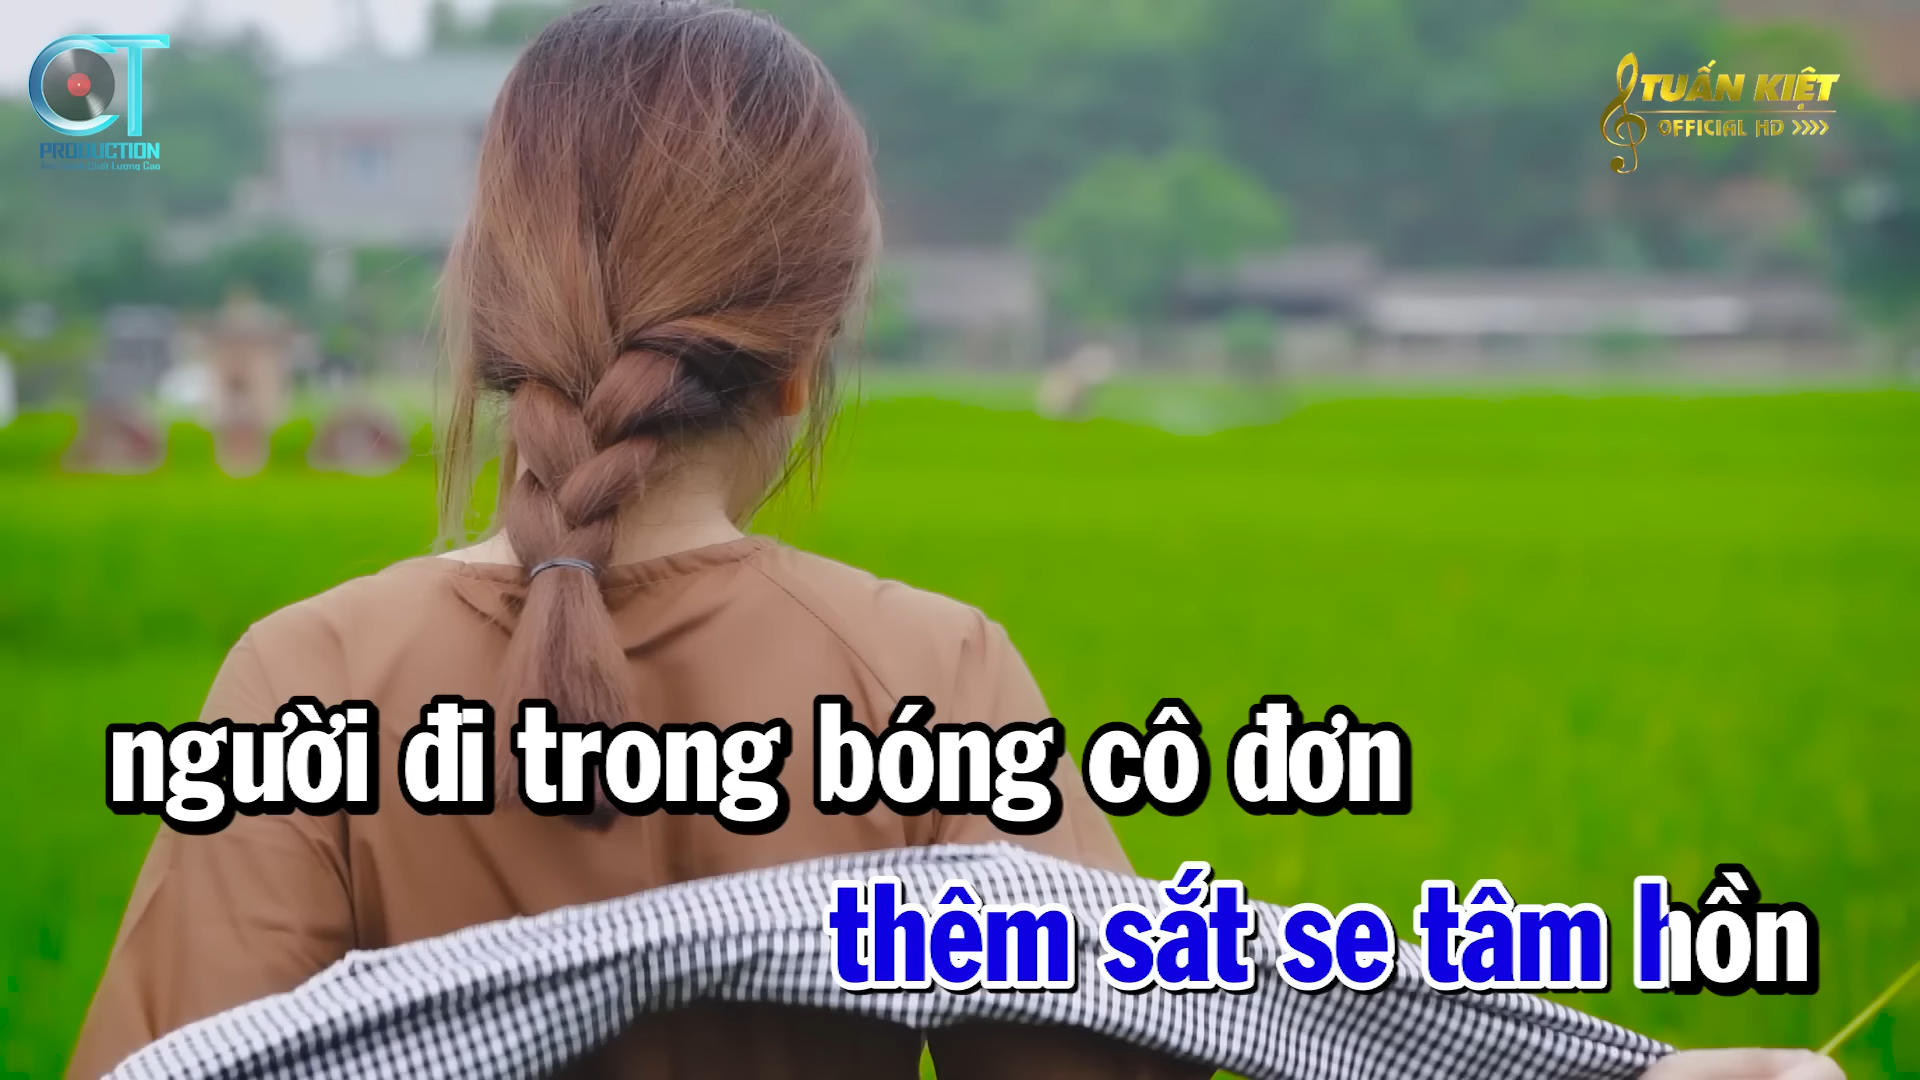 CT
PRODUCTION
TUẤN KIỆT
OFFICIAL HD
người đi trong bóng cô đơn
thêm sắt se tâm hồn